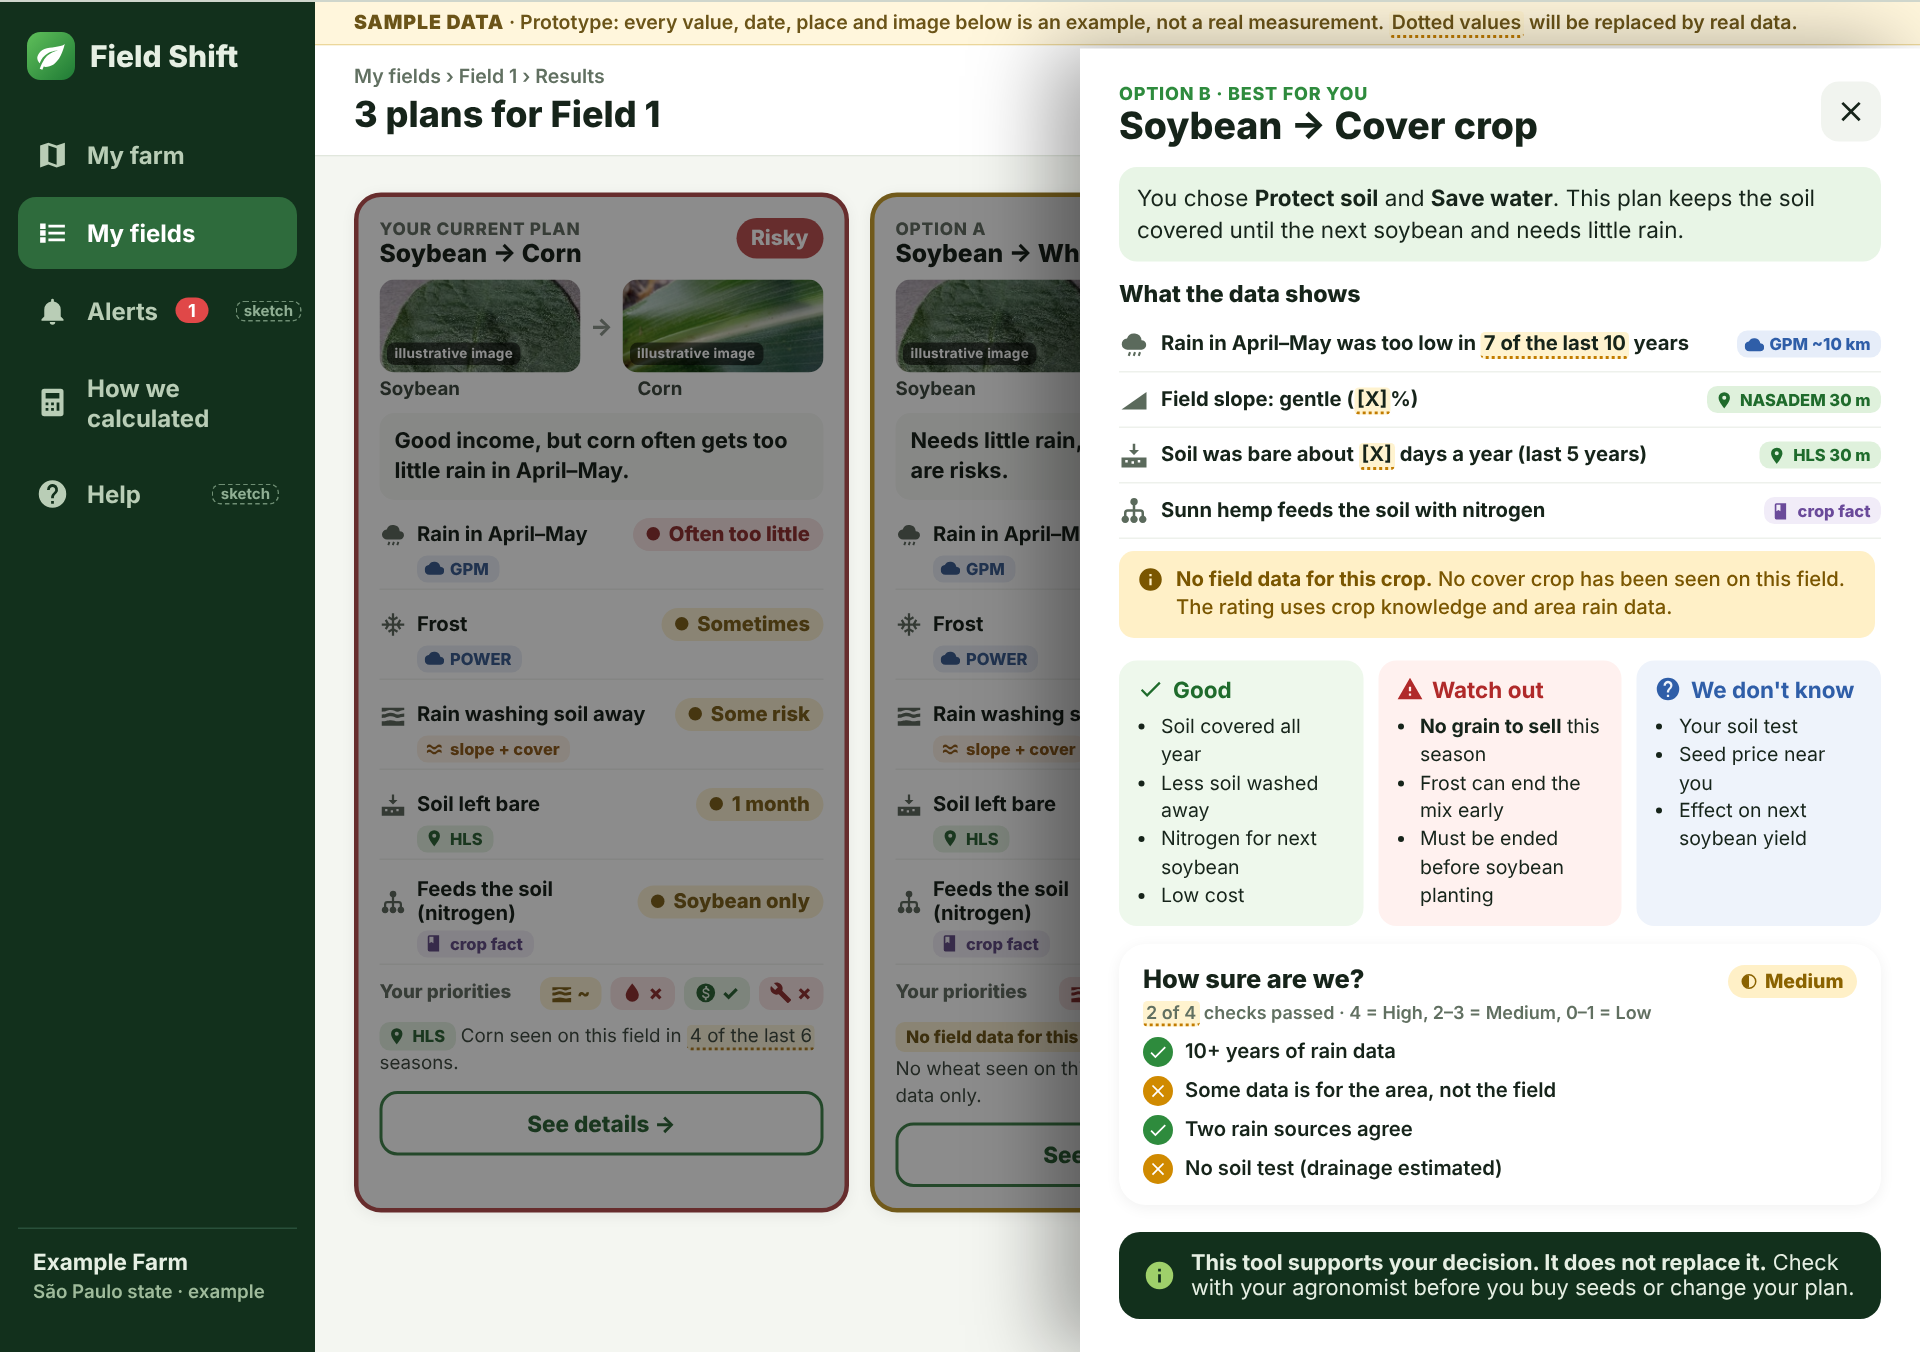 SAMPLE DATA · Prototype: every value, date, place and image below is an example, not a real measurement. Dotted values will be replaced by real data.
Field Shift
My farm
My fields
Alerts 1 sketch
How we
calculated
Help sketch
Example Farm
São Paulo state · example
My fields › Field 1 › Results
3 plans for Field 1
YOUR CURRENT PLAN
Soybean → Corn
Risky
illustrative image
→
illustrative image
Soybean
Corn
Good income, but corn often gets too
little rain in April–May.
Rain in April–May
Often too little
GPM
Frost
Sometimes
POWER
Rain washing soil away
Some risk
slope + cover
Soil left bare
1 month
HLS
Feeds the soil
(nitrogen)
Soybean only
crop fact
Your priorities
HLS Corn seen on this field in 4 of the last 6
seasons.
See details →
OPTION A
Soybean → Wh
illustrative image
Soybean
Needs little rain,
are risks.
Rain in April–M
GPM
Frost
POWER
Rain washing s
slope + cover
Soil left bare
HLS
Feeds the soil
(nitrogen)
crop fact
Your priorities
No field data for this
No wheat seen on th
data only.
See
OPTION B · BEST FOR YOU
Soybean → Cover crop
You chose Protect soil and Save water. This plan keeps the soil
covered until the next soybean and needs little rain.
What the data shows
Rain in April–May was too low in 7 of the last 10 years
GPM ~10 km
Field slope: gentle ([X]%)
NASADEM 30 m
Soil was bare about [X] days a year (last 5 years)
HLS 30 m
Sunn hemp feeds the soil with nitrogen
crop fact
No field data for this crop. No cover crop has been seen on this field.
The rating uses crop knowledge and area rain data.
Good
• Soil covered all
year
• Less soil washed
away
• Nitrogen for next
soybean
• Low cost
Watch out
• No grain to sell this
season
• Frost can end the
mix early
• Must be ended
before soybean
planting
We don't know
• Your soil test
• Seed price near
you
• Effect on next
soybean yield
How sure are we?
Medium
2 of 4 checks passed · 4 = High, 2–3 = Medium, 0–1 = Low
10+ years of rain data
Some data is for the area, not the field
Two rain sources agree
No soil test (drainage estimated)
This tool supports your decision. It does not replace it. Check
with your agronomist before you buy seeds or change your plan.